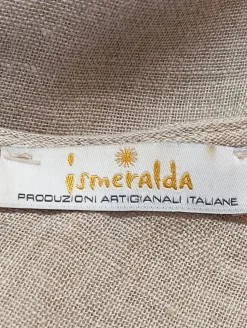 ismeralda
PRODUZIONI ARTIGIANALI ITALIANE